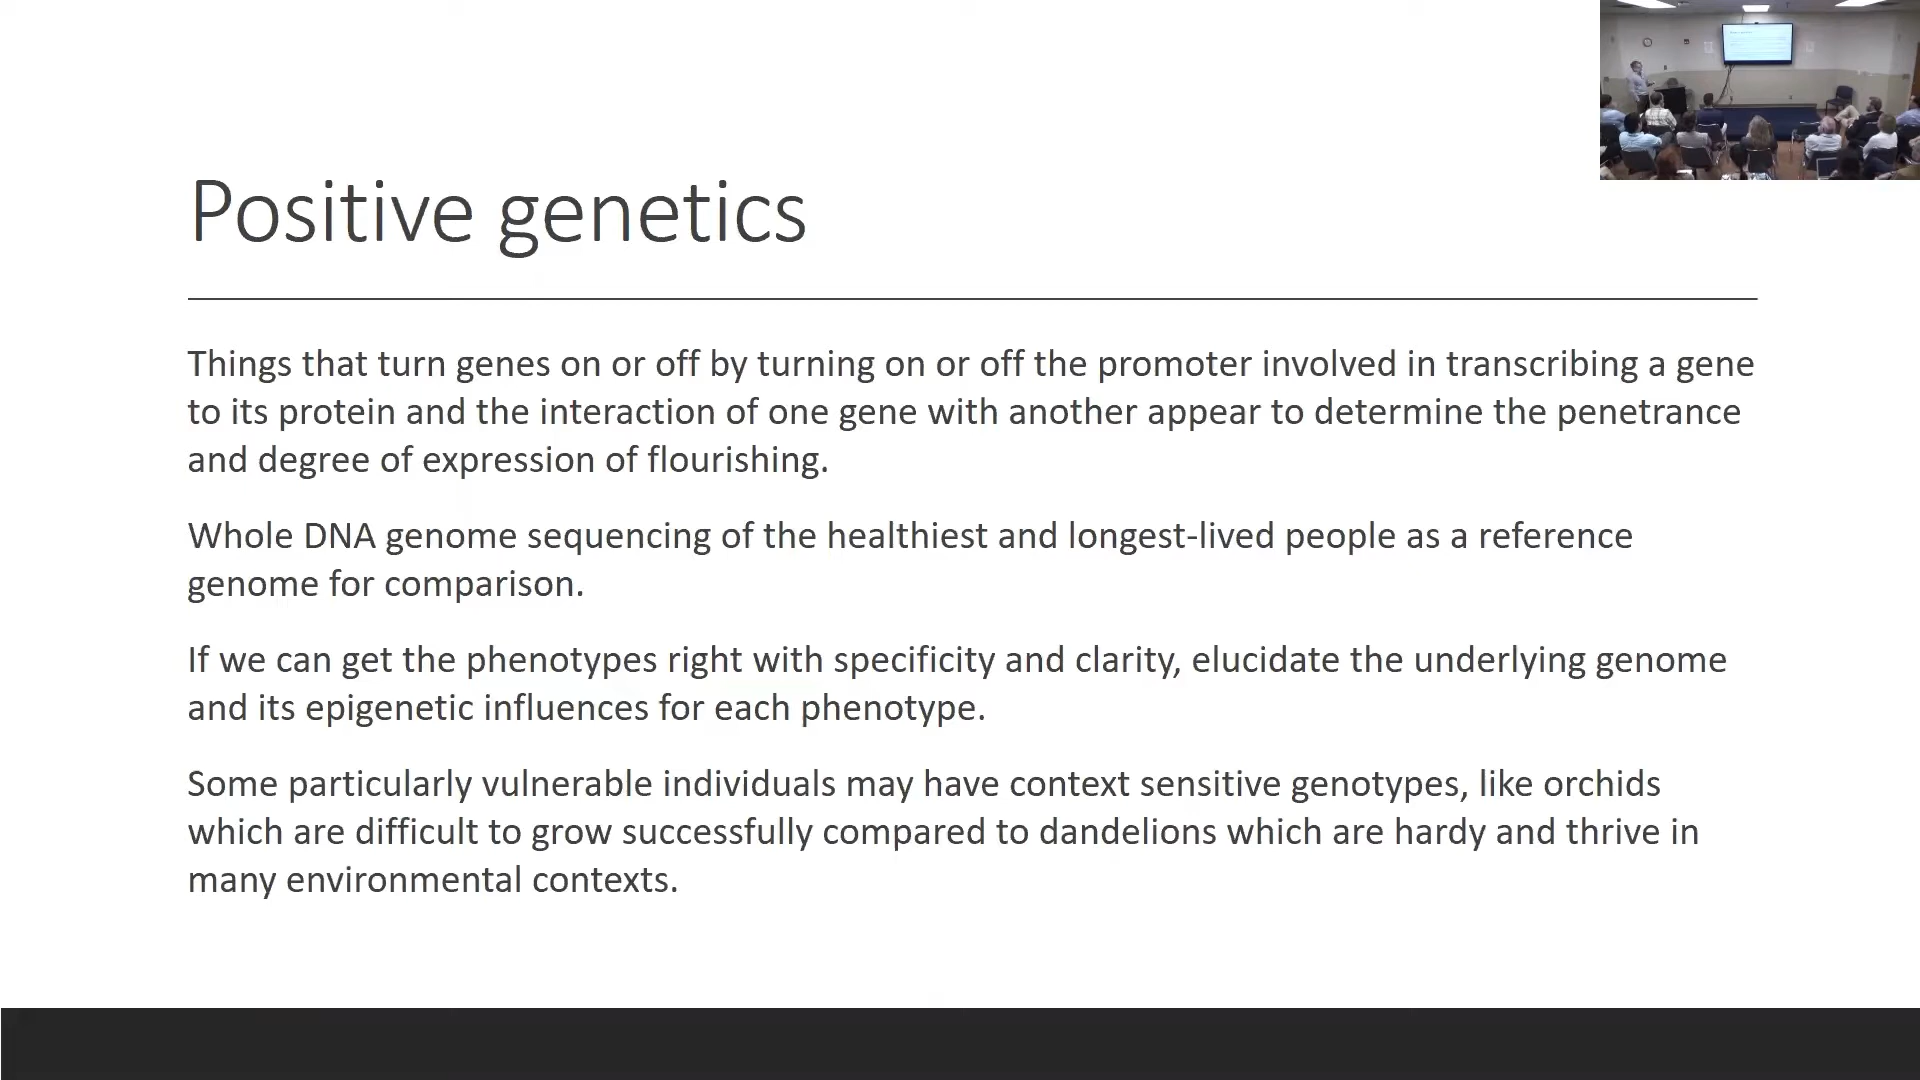 Positive genetics
Things that turn genes on or off by turning on or off the promoter involved in transcribing a gene
to its protein and the interaction of one gene with another appear to determine the penetrance
and degree of expression of flourishing.
Whole DNA genome sequencing of the healthiest and longest-lived people as a reference
genome for comparison.
If we can get the phenotypes right with specificity and clarity, elucidate the underlying genome
and its epigenetic influences for each phenotype.
Some particularly vulnerable individuals may have context sensitive genotypes, like orchids
which are difficult to grow successfully compared to dandelions which are hardy and thrive in
many environmental contexts.